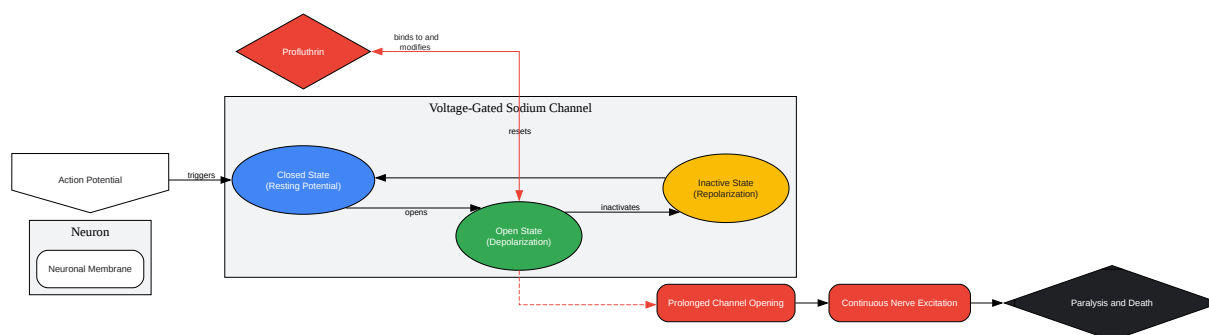 binds to and
modifies
Profluthrin
Voltage-Gated Sodium Channel
resets
Action Potential
triggers
Closed State
(Resting Potential)
Inactive State
(Repolarization)
opens
inactivates
Open State
(Depolarization)
Neuron
Neuronal Membrane
Prolonged Channel Opening
Continuous Nerve Excitation
Paralysis and Death